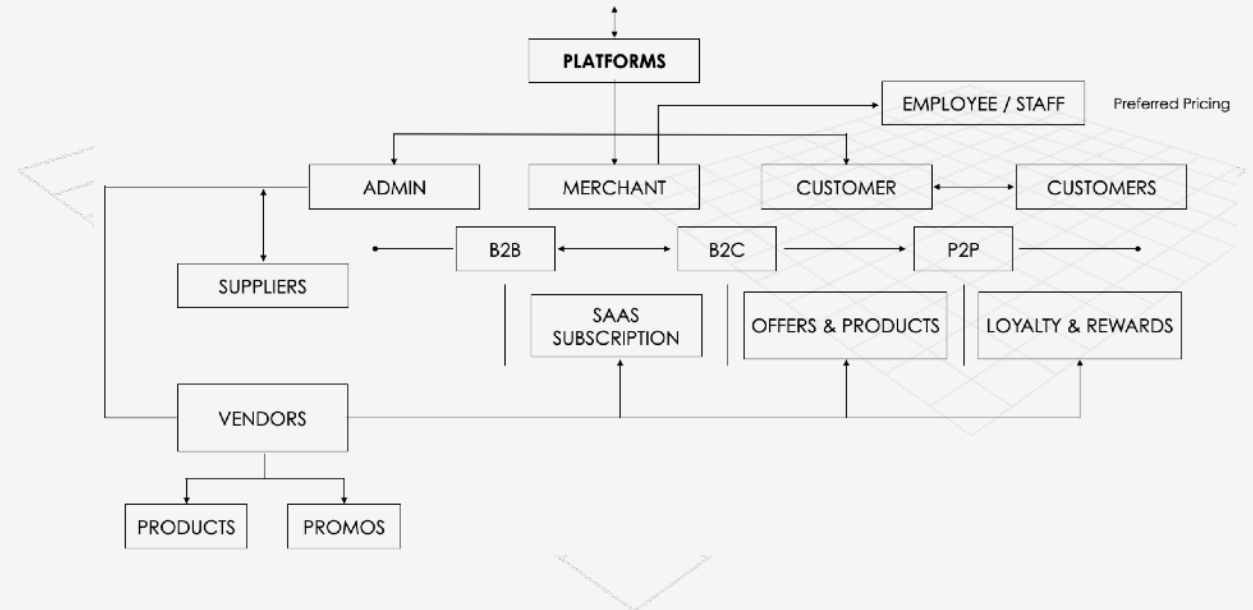 PLATFORMS
EMPLOYEE / STAFF
Preferred Pricing
ADMIN
MERCHANT
CUSTOMER
CUSTOMERS
B2B
B2C
P2P
SUPPLIERS
SAAS
SUBSCRIPTION
OFFERS & PRODUCTS
LOYALTY & REWARDS
VENDORS
PRODUCTS
PROMOS